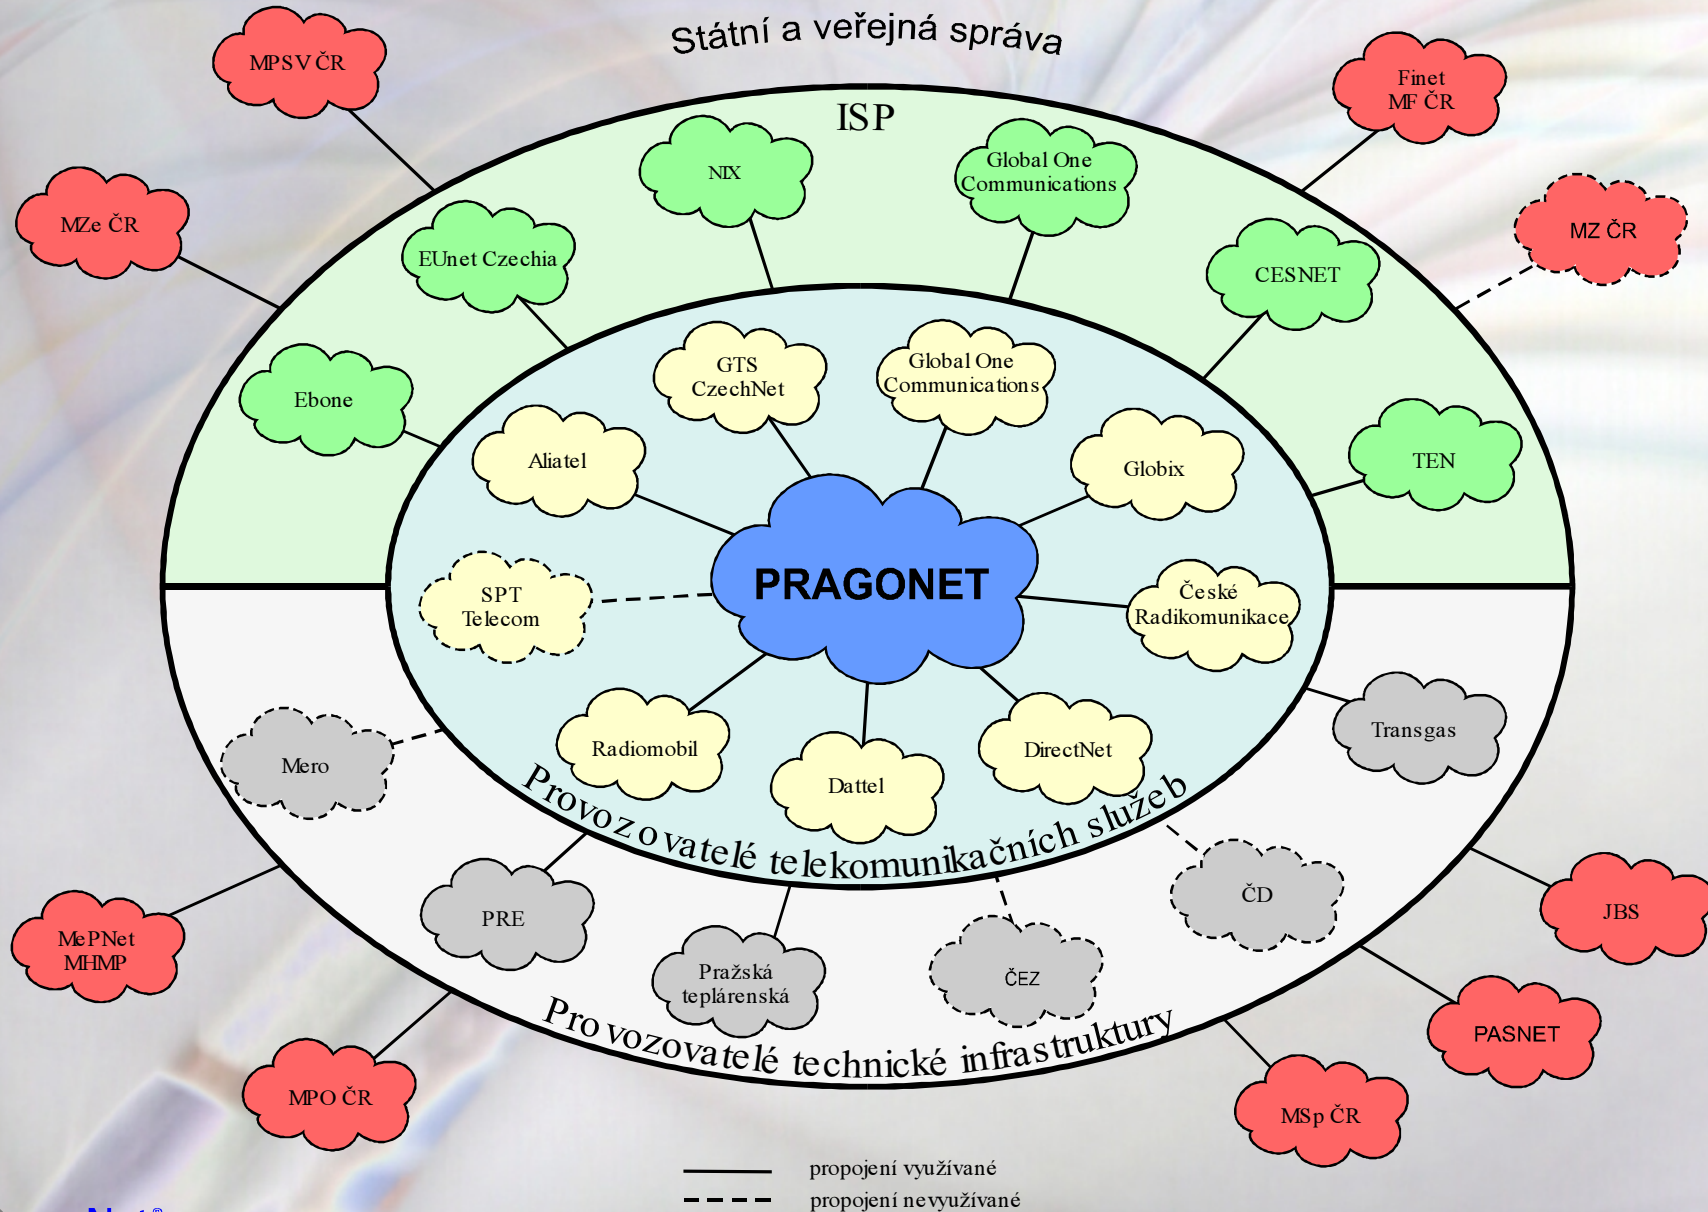 Státní a veřejná správa
MPSV ČR
Finet
MF ČR
MZe ČR
MZ ČR
ISP
NIX
Global One
Communications
EUnet Czechia
CESNET
Ebone
TEN
GTS
CzechNet
Global One
Communications
Aliatel
Globix
PRAGONET
SPT
Telecom
České
Radikomunikace
Radiomobil
Dattel
DirectNet
Provozovatelé telekomunikačních služeb
Mero
Transgas
PRE
Pražská
teplárenská
ČEZ
ČD
Provozovatelé technické infrastruktury
MePNet
MHMP
JBS
PASNET
MPO ČR
MSp ČR
propojení využívané
propojení nevyužívané